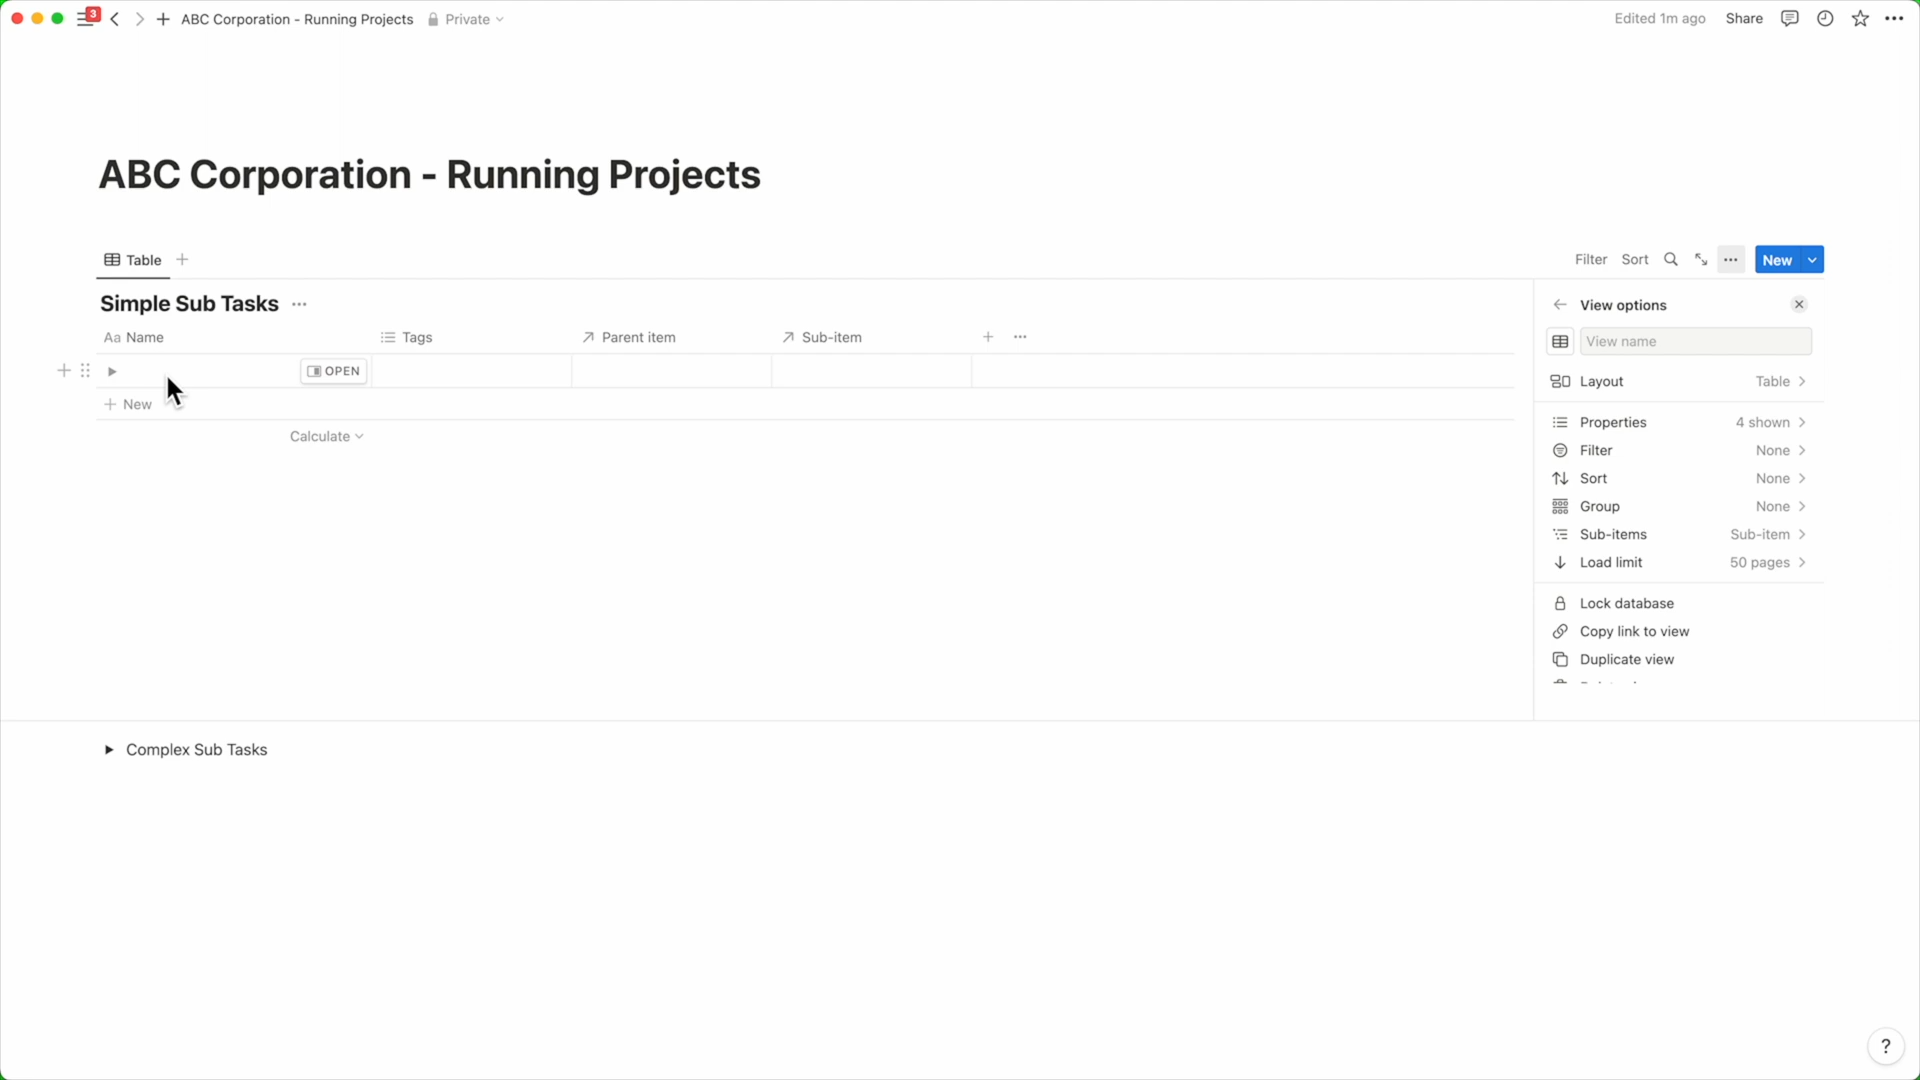 3
ABC Corporation - Running Projects Private
Edited 1m ago Share
ABC Corporation - Running Projects
Table
Filter Sort New
Simple Sub Tasks
Aa Name Tags Parent item Sub-item
OPEN
New
Calculate
View options
View name
Layout Table
Properties 4 shown
Filter None
Sort None
Group None
Sub-items Sub-item
Load limit 50 pages
Lock database
Copy link to view
Duplicate view
Complex Sub Tasks
?